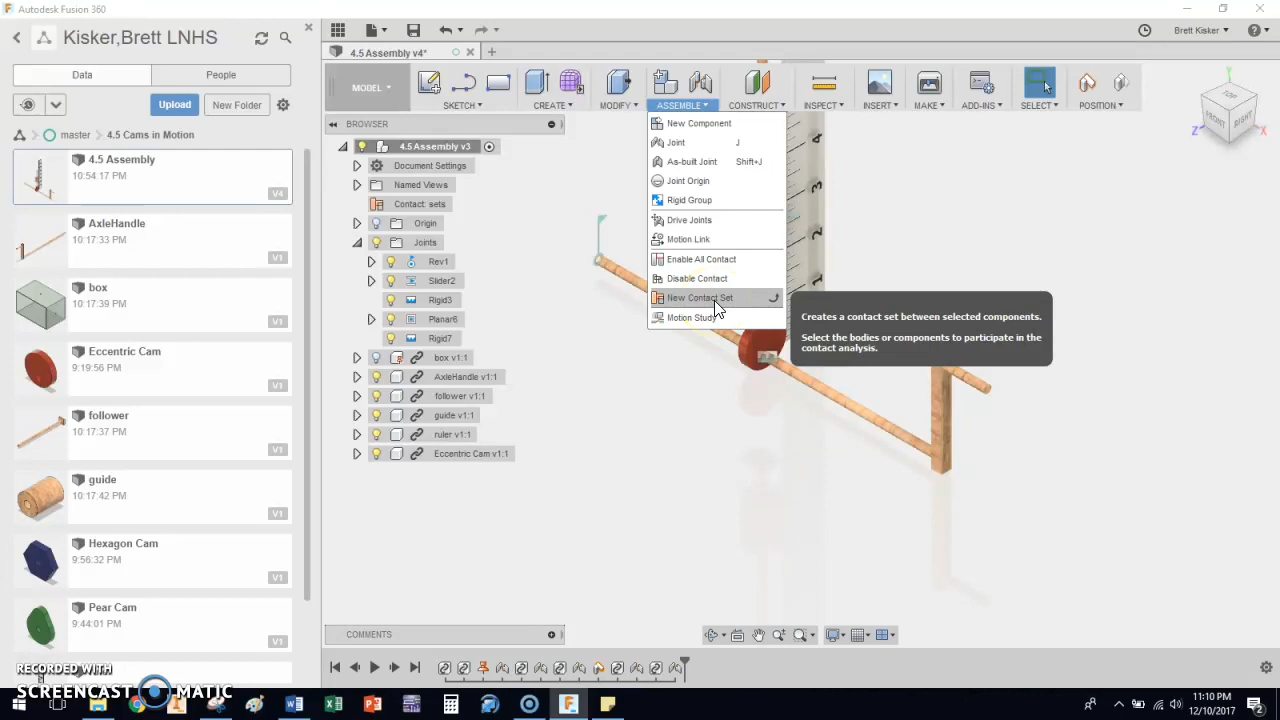 Autodesk Fusion 360
Kisker,Brett LNHS
4.5 Assembly v4*
Brett Kisker
Data
People
Upload
New Folder
master
4.5 Cams in Motion
4.5 Assembly
10:54:17 PM
V4
AxleHandle
10:17:33 PM
V1
box
10:17:39 PM
V1
Eccentric Cam
9:19:56 PM
V1
follower
10:17:37 PM
V1
guide
10:17:42 PM
V1
Hexagon Cam
9:56:32 PM
V1
Pear Cam
9:44:01 PM
V1
MODEL
SKETCH
CREATE
MODIFY
ASSEMBLE
CONSTRUCT
INSPECT
INSERT
MAKE
ADD-INS
SELECT
POSITION
BROWSER
4.5 Assembly v3
Document Settings
Named Views
Contact: sets
Origin
Joints
Rev1
Slider2
Rigid3
Planar6
Rigid7
box v1:1
AxleHandle v1:1
follower v1:1
guide v1:1
ruler v1:1
Eccentric Cam v1:1
New Component
Joint J
As-built Joint Shift+J
Joint Origin
Rigid Group
Drive Joints
Motion Link
Enable All Contact
Disable Contact
New Contact Set
Motion Study
Creates a contact set between selected components.
Select the bodies or components to participate in the
contact analysis.
4
3
2
1
TOP
FRONT
RIGHT
Y
Z
X
COMMENTS
RECORDED WITH
SCREENCAST MATIC
11:10 PM
12/10/2017
2